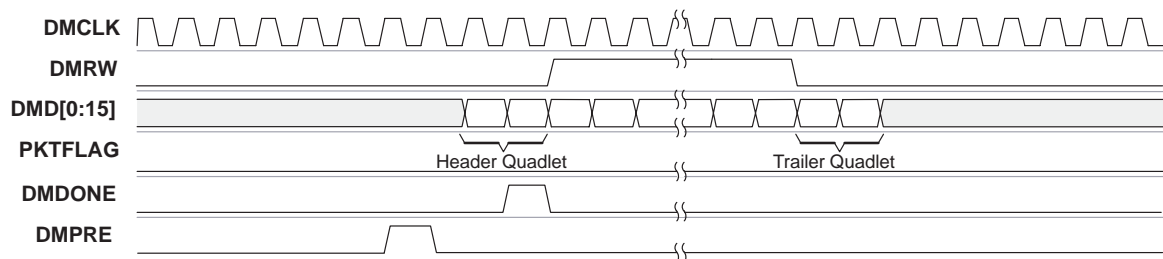 DMCLK
DMRW
DMD[0:15]
PKTFLAG
Header Quadlet
Trailer Quadlet
DMDONE
DMPRE